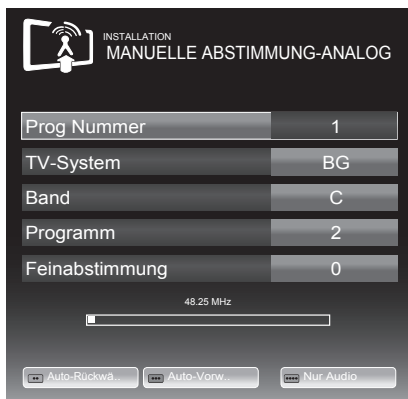 INSTALLATION
MANUELLE ABSTIMMUNG-ANALOG
Prog Nummer 1
TV-System BG
Band C
Programm 2
Feinabstimmung 0
48.25 MHz
Auto-Rückwä.. Auto-Vorw.. Nur Audio